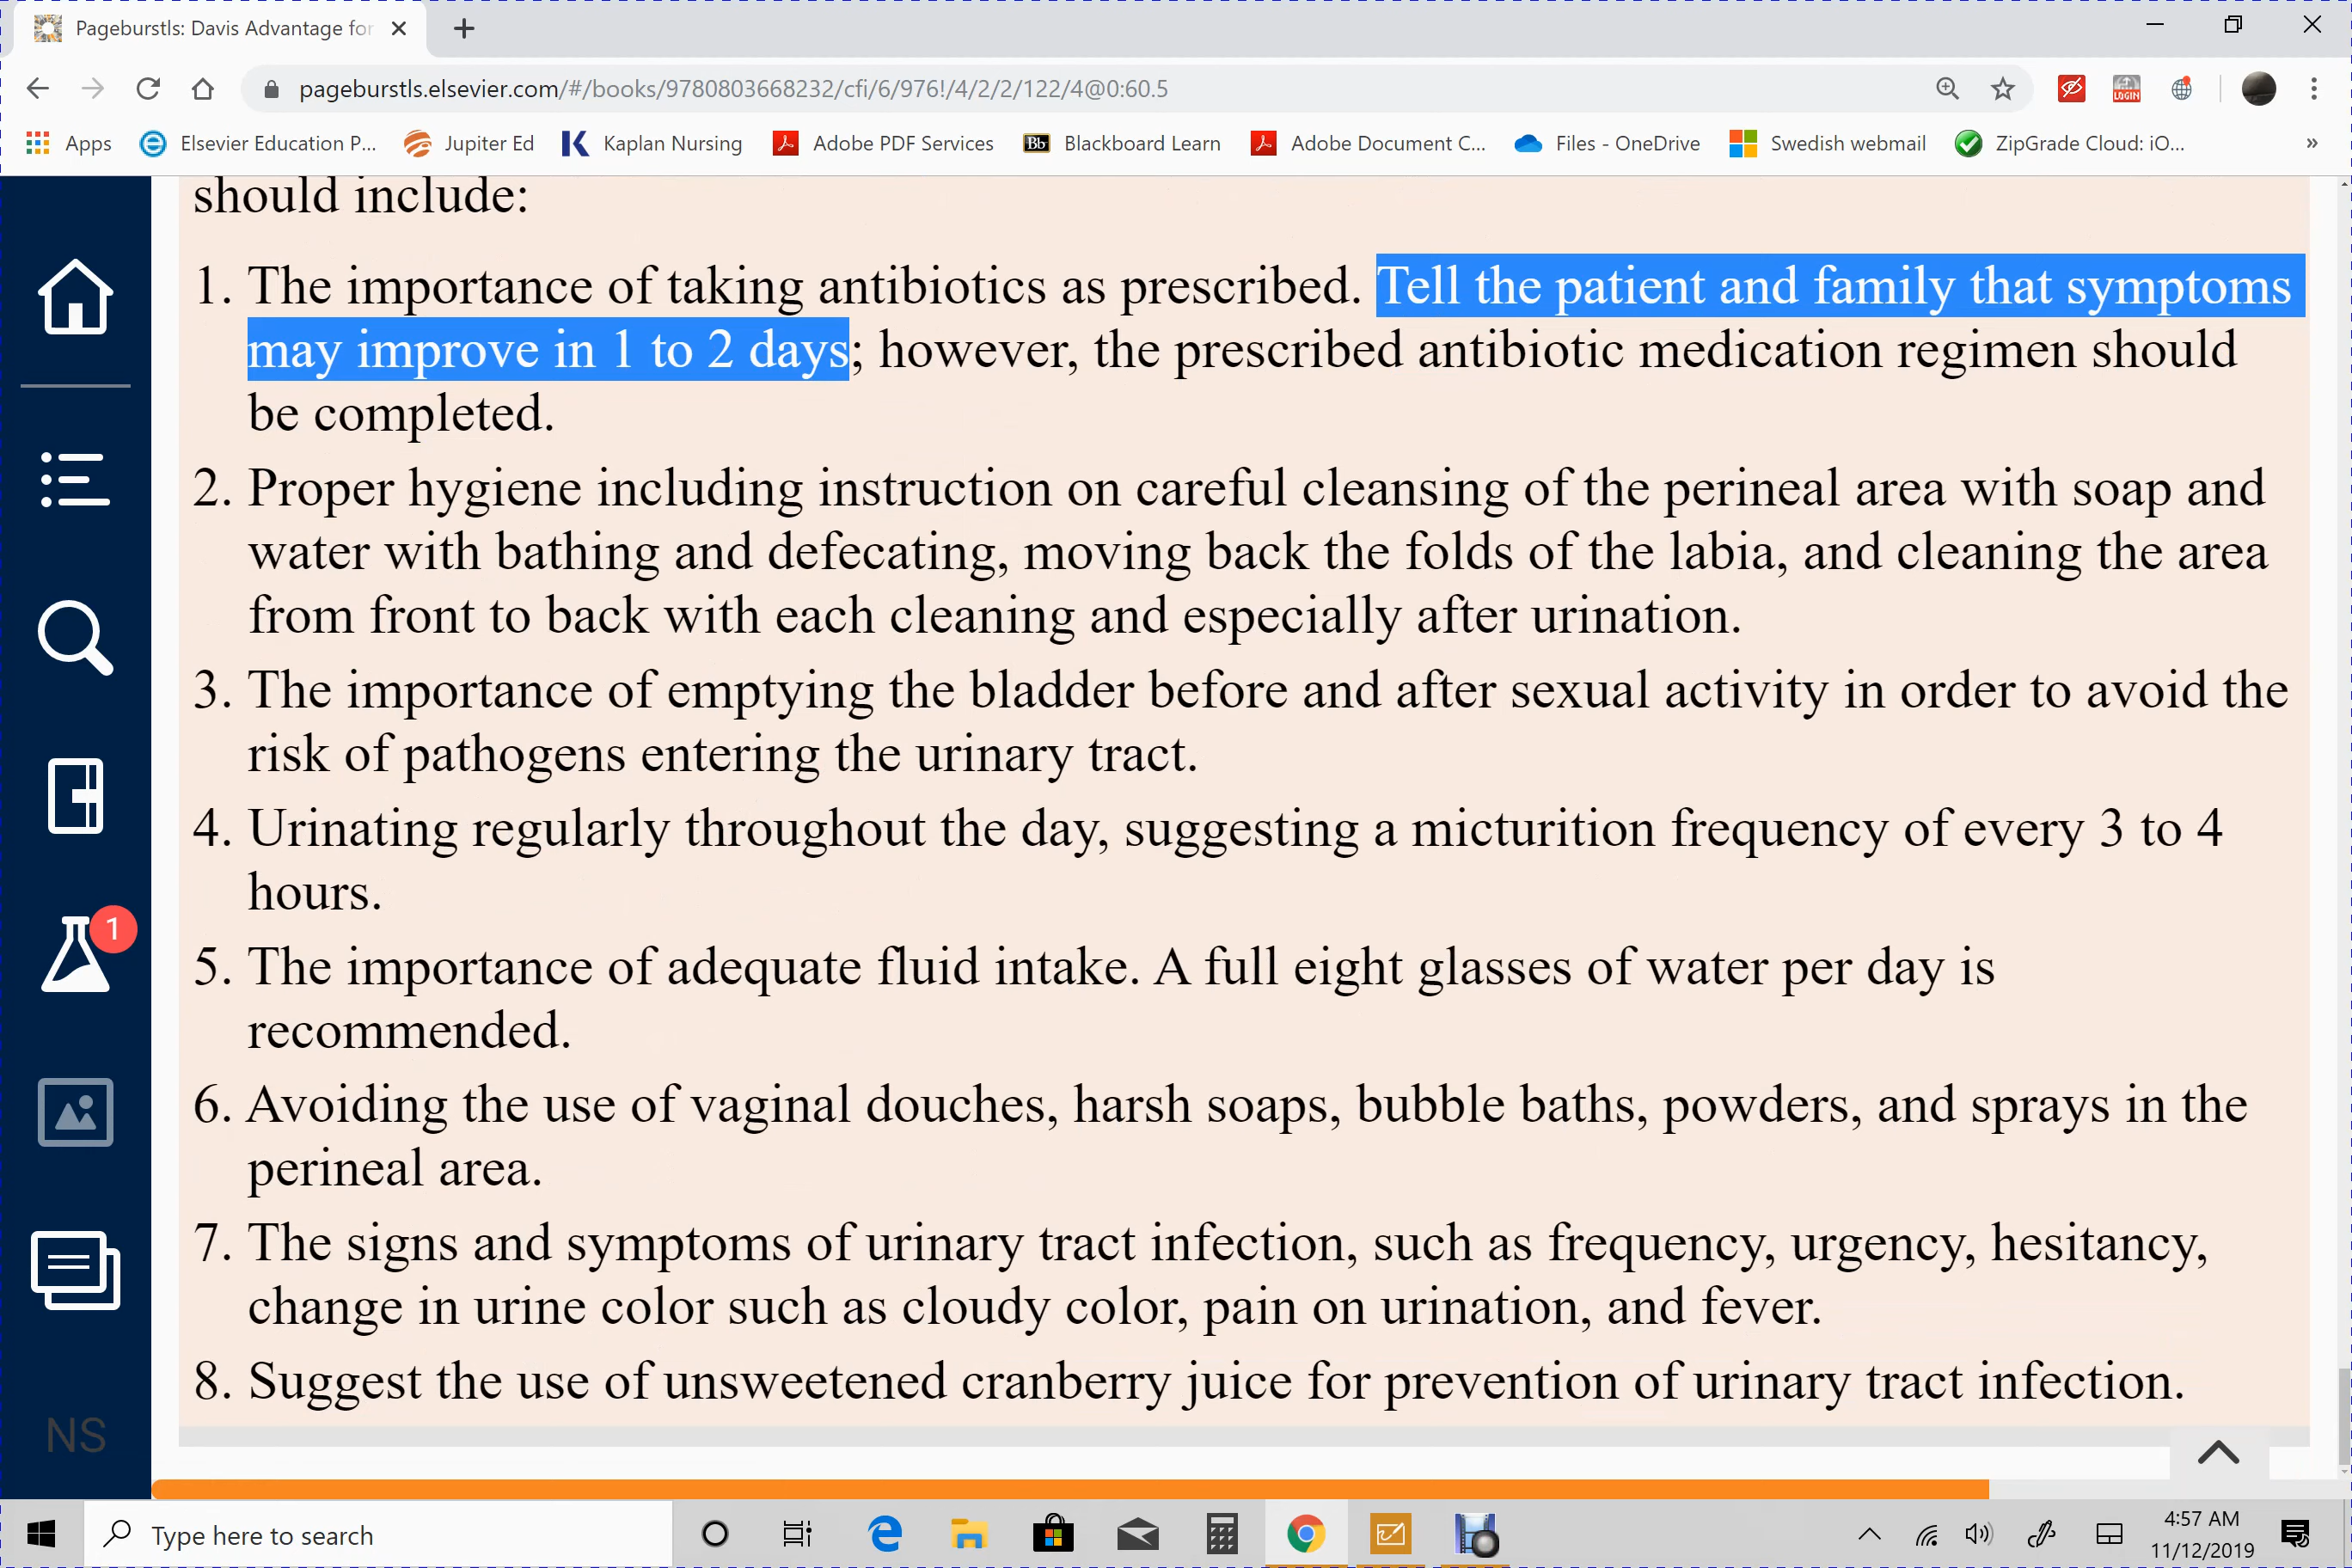 Pageburstls: Davis Advantage for
pageburstls.elsevier.com/#/books/9780803668232/cfi/6/976!/4/2/2/122/4@0:60.5
LOGIN
Apps
Elsevier Education P...
Jupiter Ed
Kaplan Nursing
Adobe PDF Services
Bb
Blackboard Learn
Adobe Document C...
Files - OneDrive
Swedish webmail
ZipGrade Cloud: iO...
»
should include:
1. The importance of taking antibiotics as prescribed. Tell the patient and family that symptoms
may improve in 1 to 2 days; however, the prescribed antibiotic medication regimen should
be completed.
2. Proper hygiene including instruction on careful cleansing of the perineal area with soap and
water with bathing and defecating, moving back the folds of the labia, and cleaning the area
from front to back with each cleaning and especially after urination.
3. The importance of emptying the bladder before and after sexual activity in order to avoid the
risk of pathogens entering the urinary tract.
4. Urinating regularly throughout the day, suggesting a micturition frequency of every 3 to 4
hours.
5. The importance of adequate fluid intake. A full eight glasses of water per day is
recommended.
6. Avoiding the use of vaginal douches, harsh soaps, bubble baths, powders, and sprays in the
perineal area.
7. The signs and symptoms of urinary tract infection, such as frequency, urgency, hesitancy,
change in urine color such as cloudy color, pain on urination, and fever.
8. Suggest the use of unsweetened cranberry juice for prevention of urinary tract infection.
1
NS
Type here to search
4:57 AM
11/12/2019